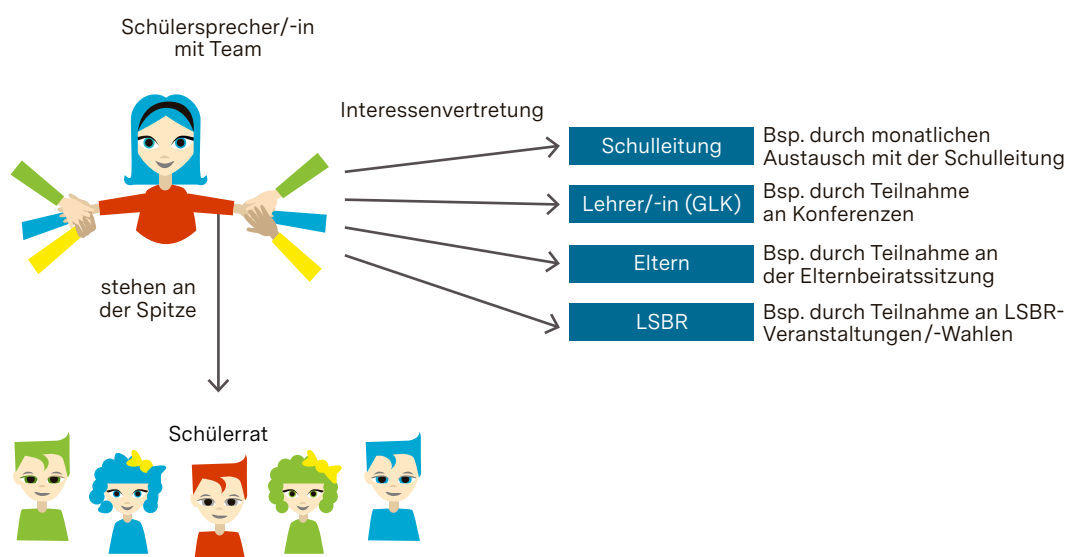 Schülersprecher/-in
mit Team
Interessenvertretung
Schulleitung
Bsp. durch monatlichen
Austausch mit der Schulleitung
Lehrer/-in (GLK)
Bsp. durch Teilnahme
an Konferenzen
Eltern
Bsp. durch Teilnahme an
der Elternbeiratssitzung
LSBR
Bsp. durch Teilnahme an LSBR-
Veranstaltungen/-Wahlen
stehen an
der Spitze
Schülerrat